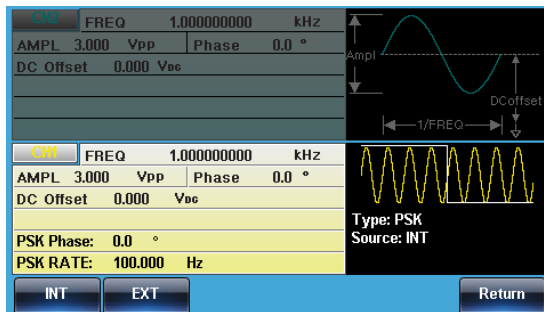 CH2 FREQ 1.000000000 kHz
AMPL 3.000 Vpp Phase 0.0 °
DC Offset 0.000 VDC
Ampl
DCoffset
1/FREQ
CH1 FREQ 1.000000000 kHz
AMPL 3.000 Vpp Phase 0.0 °
DC Offset 0.000 VDC
PSK Phase: 0.0 °
PSK RATE: 100.000 Hz
Type: PSK
Source: INT
INT EXT Return